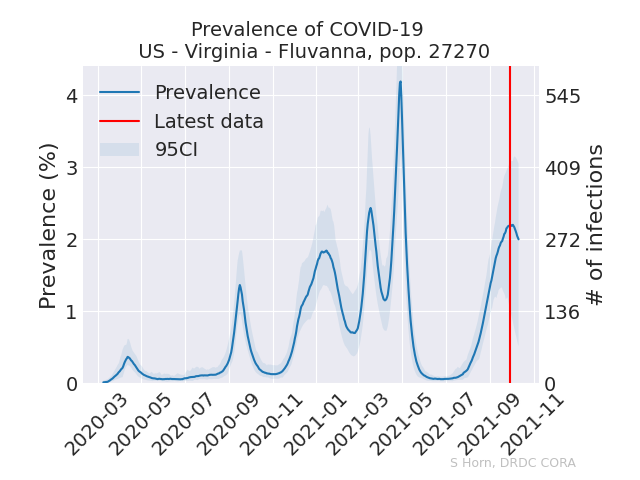 Prevalence of COVID-19
US - Virginia - Fluvanna, pop. 27270
Prevalence
Latest data
95CI
Prevalence (%)
4
3
2
1
0
# of infections
545
409
272
136
0
2020-03
2020-05
2020-07
2020-09
2020-11
2021-01
2021-03
2021-05
2021-07
2021-09
2021-11
S Horn, DRDC CORA